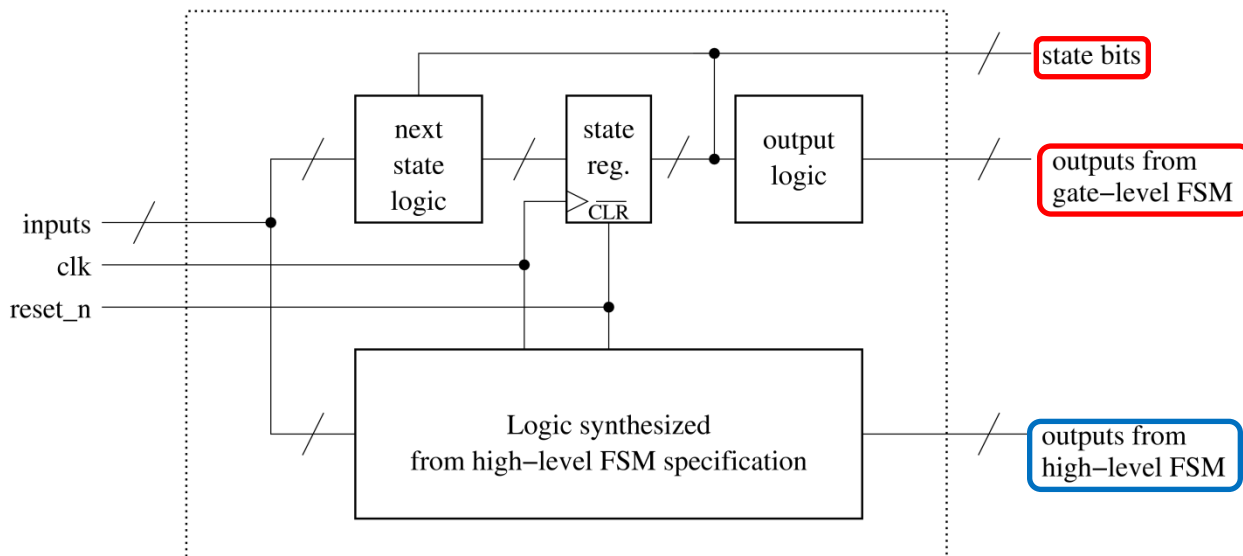 state bits
next
state
logic
state
reg.
CLR
output
logic
outputs from
gate−level FSM
inputs
clk
reset_n
Logic synthesized
from high−level FSM specification
outputs from
high−level FSM